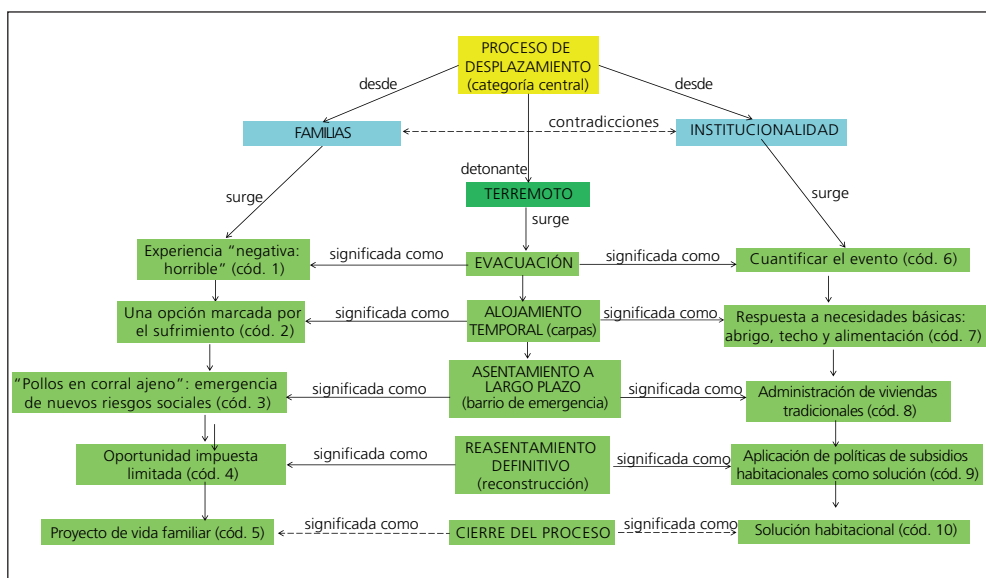 PROCESO DE
DESPLAZAMIENTO
(categoría central)
desde
desde
contradicciones
FAMILIAS
INSTITUCIONALIDAD
detonante
surge
TERREMOTO
surge
surge
Experiencia “negativa:
horrible” (cód. 1)
significada como
EVACUACIÓN
significada como
Cuantificar el evento (cód. 6)
Una opción marcada por
el sufrimiento (cód. 2)
significada como
ALOJAMIENTO
TEMPORAL (carpas)
significada como
Respuesta a necesidades básicas:
abrigo, techo y alimentación (cód. 7)
“Pollos en corral ajeno”: emergencia
de nuevos riesgos sociales (cód. 3)
significada como
ASENTAMIENTO A
LARGO PLAZO
(barrio de emergencia)
significada como
Administración de viviendas
tradicionales (cód. 8)
Oportunidad impuesta
limitada (cód. 4)
significada como
REASENTAMIENTO
DEFINITIVO
(reconstrucción)
significada como
Aplicación de políticas de subsidios
habitacionales como solución (cód. 9)
Proyecto de vida familiar (cód. 5)
significada como
CIERRE DEL PROCESO
significada como
Solución habitacional (cód. 10)